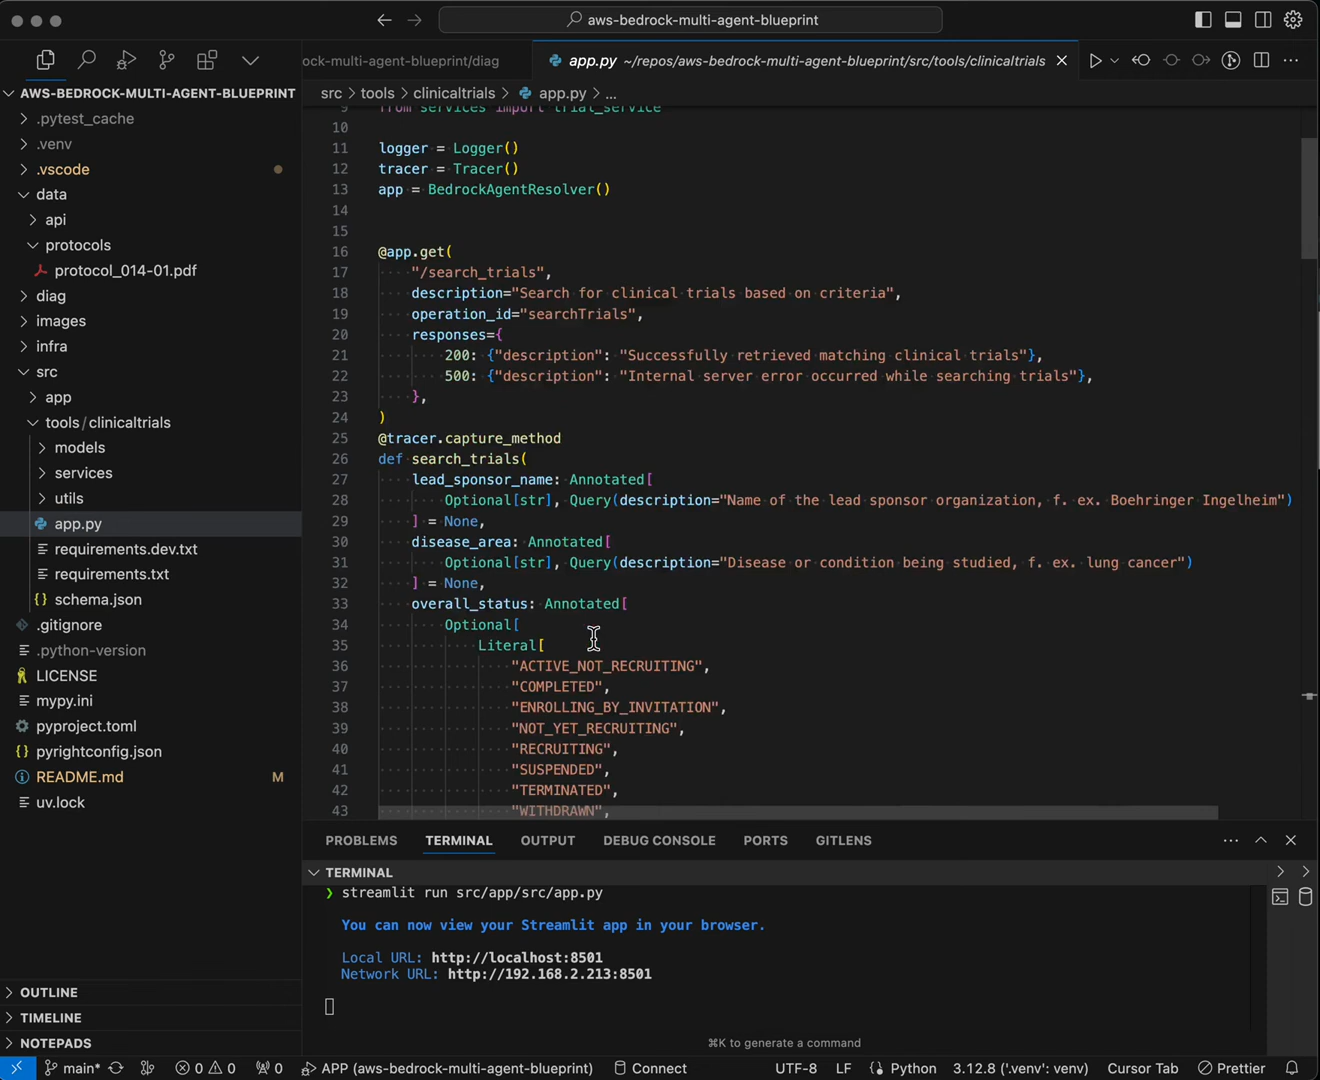 aws-bedrock-multi-agent-blueprint
ock-multi-agent-blueprint/diag
app.py ~/repos/aws-bedrock-multi-agent-blueprint/src/tools/clinicaltrials
AWS-BEDROCK-MULTI-AGENT-BLUEPRINT
.pytest_cache
.venv
.vscode
data
api
protocols
protocol_014-01.pdf
diag
images
infra
src
app
tools/clinicaltrials
models
services
utils
app.py
requirements.dev.txt
requirements.txt
schema.json
.gitignore
.python-version
LICENSE
mypy.ini
pyproject.toml
pyrightconfig.json
README.md M
uv.lock
OUTLINE
TIMELINE
NOTEPADS
src > tools > clinicaltrials > app.py > ...
9 from services import trial_service
10
11 logger = Logger()
12 tracer = Tracer()
13 app = BedrockAgentResolver()
14
15
16 @app.get(
17 "/search_trials",
18 description="Search for clinical trials based on criteria",
19 operation_id="searchTrials",
20 responses={
21 200: {"description": "Successfully retrieved matching clinical trials"},
22 500: {"description": "Internal server error occurred while searching trials"},
23 },
24 )
25 @tracer.capture_method
26 def search_trials(
27 lead_sponsor_name: Annotated[
28 Optional[str], Query(description="Name of the lead sponsor organization, f. ex. Boehringer Ingelheim")
29 ] = None,
30 disease_area: Annotated[
31 Optional[str], Query(description="Disease or condition being studied, f. ex. lung cancer")
32 ] = None,
33 overall_status: Annotated[
34 Optional[
35 Literal[
36 "ACTIVE_NOT_RECRUITING",
37 "COMPLETED",
38 "ENROLLING_BY_INVITATION",
39 "NOT_YET_RECRUITING",
40 "RECRUITING",
41 "SUSPENDED",
42 "TERMINATED",
43 "WITHDRAWN",
PROBLEMS TERMINAL OUTPUT DEBUG CONSOLE PORTS GITLENS
TERMINAL
❯ streamlit run src/app/src/app.py
You can now view your Streamlit app in your browser.
Local URL: http://localhost:8501
Network URL: http://192.168.2.213:8501
⌘K to generate a command
main* 0 0 0 APP (aws-bedrock-multi-agent-blueprint) Connect UTF-8 LF Python 3.12.8 ('.venv': venv) Cursor Tab Prettier